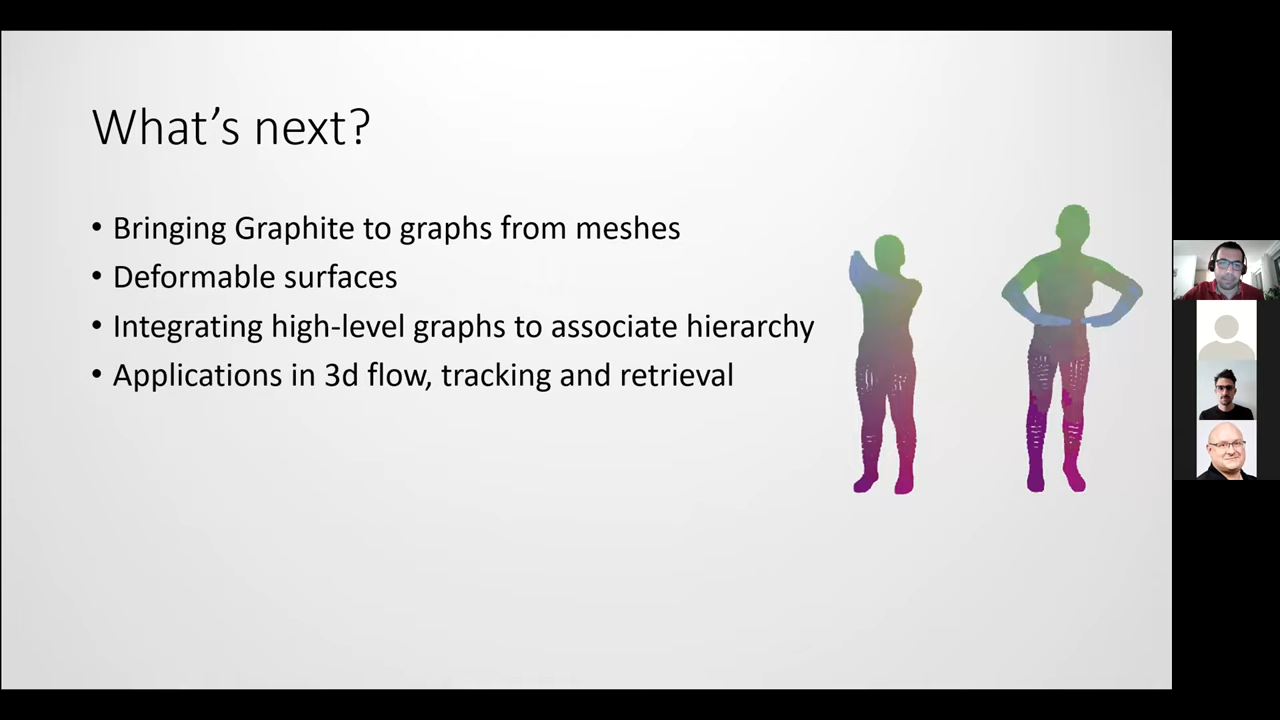 What’s next?
• Bringing Graphite to graphs from meshes
• Deformable surfaces
• Integrating high-level graphs to associate hierarchy
• Applications in 3d flow, tracking and retrieval